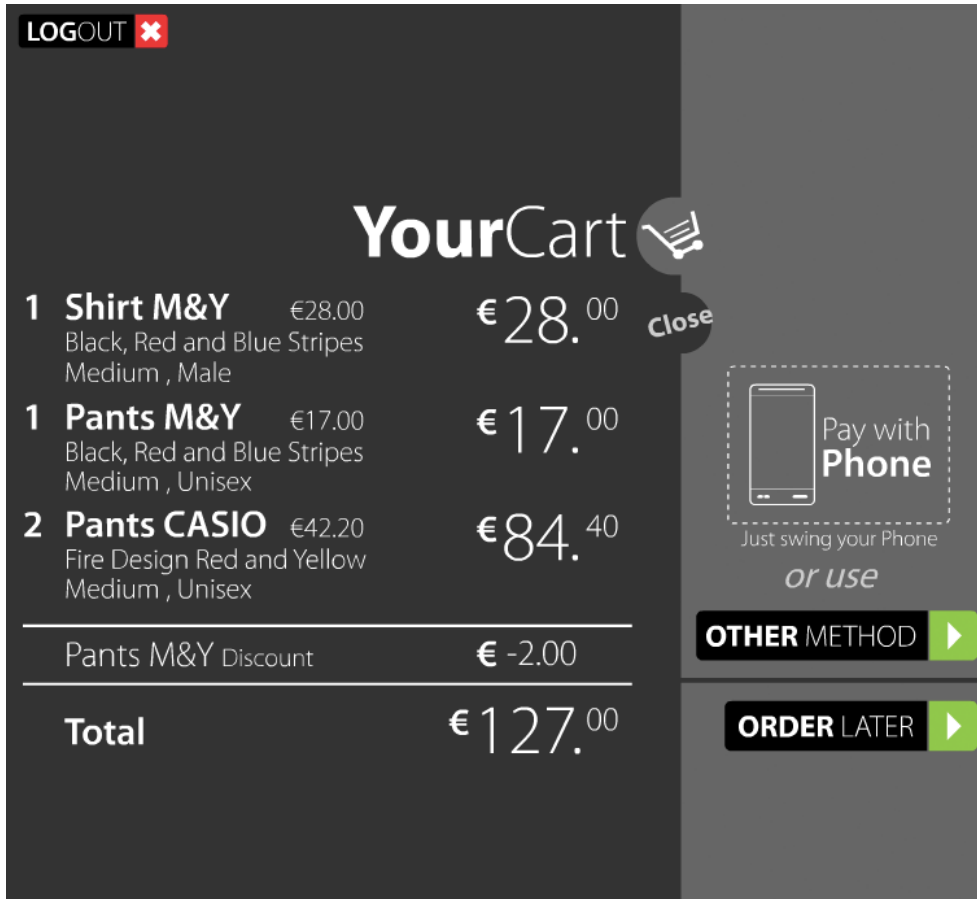 LOGOUT
YourCart
1 Shirt M&Y €28.00 €28.00
Black, Red and Blue Stripes
Medium , Male
Close
1 Pants M&Y €17.00 €17.00
Black, Red and Blue Stripes
Medium , Unisex
2 Pants CASIO €42.20 €84.40
Fire Design Red and Yellow
Medium , Unisex
Pants M&Y Discount € -2.00
Total €127.00
Pay with
Phone
Just swing your Phone
or use
OTHER METHOD
ORDER LATER